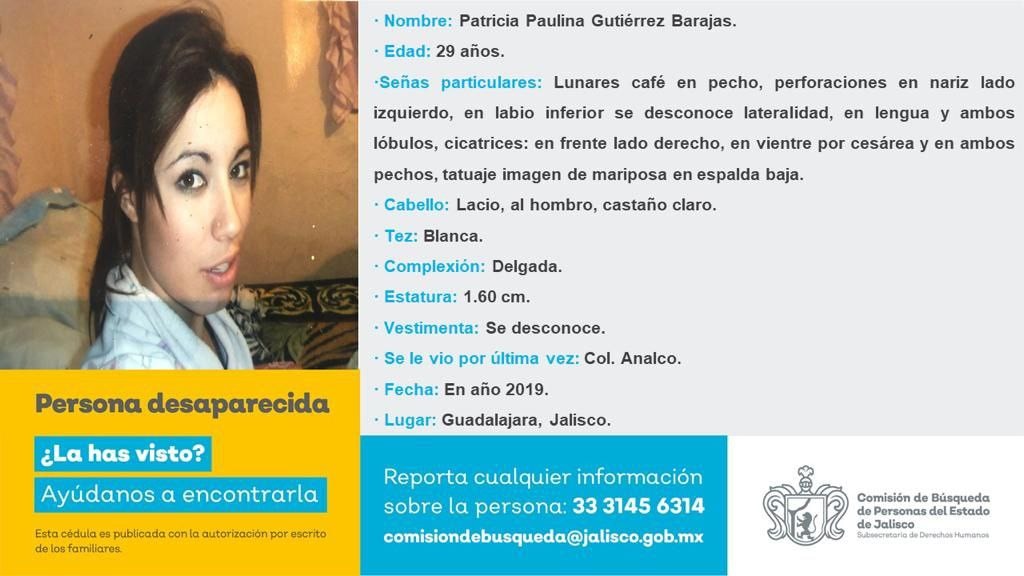 · Nombre: Patricia Paulina Gutiérrez Barajas.
· Edad: 29 años.
·Señas particulares: Lunares café en pecho, perforaciones en nariz lado
izquierdo, en labio inferior se desconoce lateralidad, en lengua y ambos
lóbulos, cicatrices: en frente lado derecho, en vientre por cesárea y en ambos
pechos, tatuaje imagen de mariposa en espalda baja.
· Cabello: Lacio, al hombro, castaño claro.
· Tez: Blanca.
· Complexión: Delgada.
· Estatura: 1.60 cm.
· Vestimenta: Se desconoce.
· Se le vio por última vez: Col. Analco.
· Fecha: En año 2019.
· Lugar: Guadalajara, Jalisco.
Persona desaparecida
¿La has visto?
Ayúdanos a encontrarla
Esta cédula es publicada con la autorización por escrito
de los familiares.
Reporta cualquier información
sobre la persona: 33 3145 6314
comisiondebusqueda@jalisco.gob.mx
Comisión de Búsqueda
de Personas del Estado
de Jalisco
Subsecretaría de Derechos Humanos